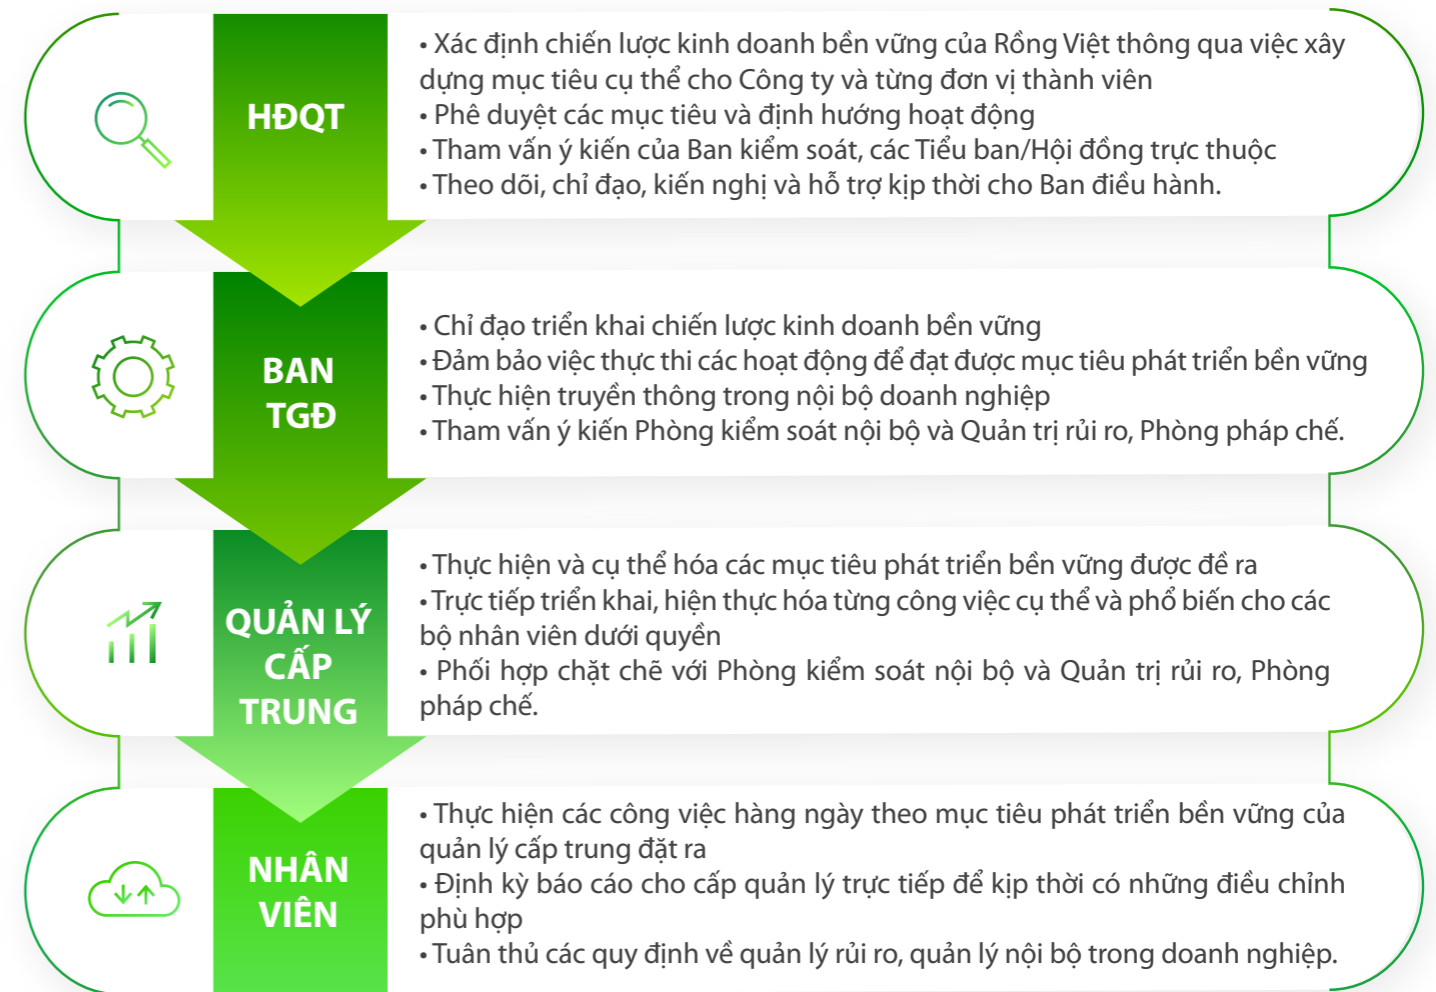 HĐQT
• Xác định chiến lược kinh doanh bền vững của Rồng Việt thông qua việc xây
dựng mục tiêu cụ thể cho Công ty và từng đơn vị thành viên
• Phê duyệt các mục tiêu và định hướng hoạt động
• Tham vấn ý kiến của Ban kiểm soát, các Tiểu ban/Hội đồng trực thuộc
• Theo dõi, chỉ đạo, kiến nghị và hỗ trợ kịp thời cho Ban điều hành.
BAN
TGĐ
• Chỉ đạo triển khai chiến lược kinh doanh bền vững
• Đảm bảo việc thực thi các hoạt động để đạt được mục tiêu phát triển bền vững
• Thực hiện truyền thông trong nội bộ doanh nghiệp
• Tham vấn ý kiến Phòng kiểm soát nội bộ và Quản trị rủi ro, Phòng pháp chế.
QUẢN LÝ
CẤP
TRUNG
• Thực hiện và cụ thể hóa các mục tiêu phát triển bền vững được đề ra
• Trực tiếp triển khai, hiện thực hóa từng công việc cụ thể và phổ biến cho các
bộ nhân viên dưới quyền
• Phối hợp chặt chẽ với Phòng kiểm soát nội bộ và Quản trị rủi ro, Phòng
pháp chế.
NHÂN
VIÊN
• Thực hiện các công việc hàng ngày theo mục tiêu phát triển bền vững của
quản lý cấp trung đặt ra
• Định kỳ báo cáo cho cấp quản lý trực tiếp để kịp thời có những điều chỉnh
phù hợp
• Tuân thủ các quy định về quản lý rủi ro, quản lý nội bộ trong doanh nghiệp.